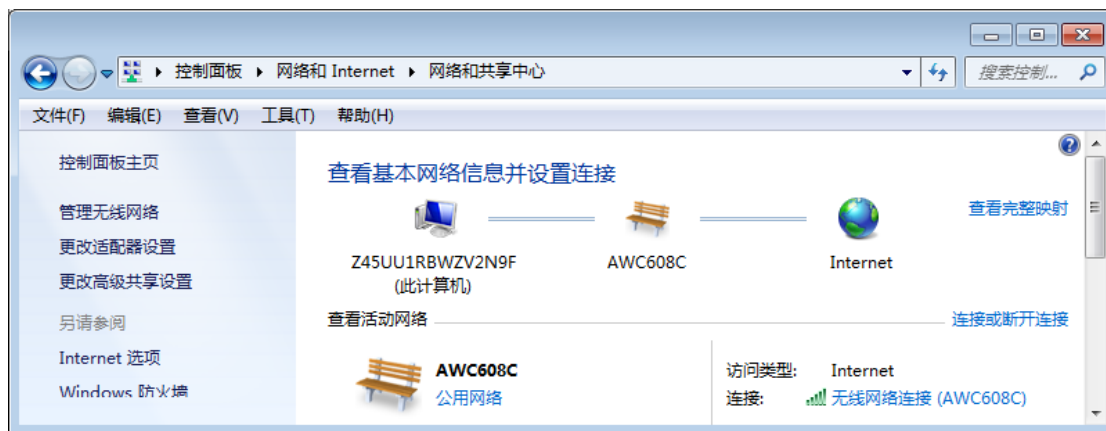 控制面板 ▸ 网络和 Internet ▸ 网络和共享中心
搜索控制...
文件(F) 编辑(E) 查看(V) 工具(T) 帮助(H)
控制面板主页
管理无线网络
更改适配器设置
更改高级共享设置
另请参阅
Internet 选项
Windows 防火墙
查看基本网络信息并设置连接
Z45UU1RBWZV2N9F
(此计算机)
AWC608C
Internet
查看完整映射
查看活动网络
连接或断开连接
AWC608C
公用网络
访问类型: Internet
连接: 无线网络连接 (AWC608C)